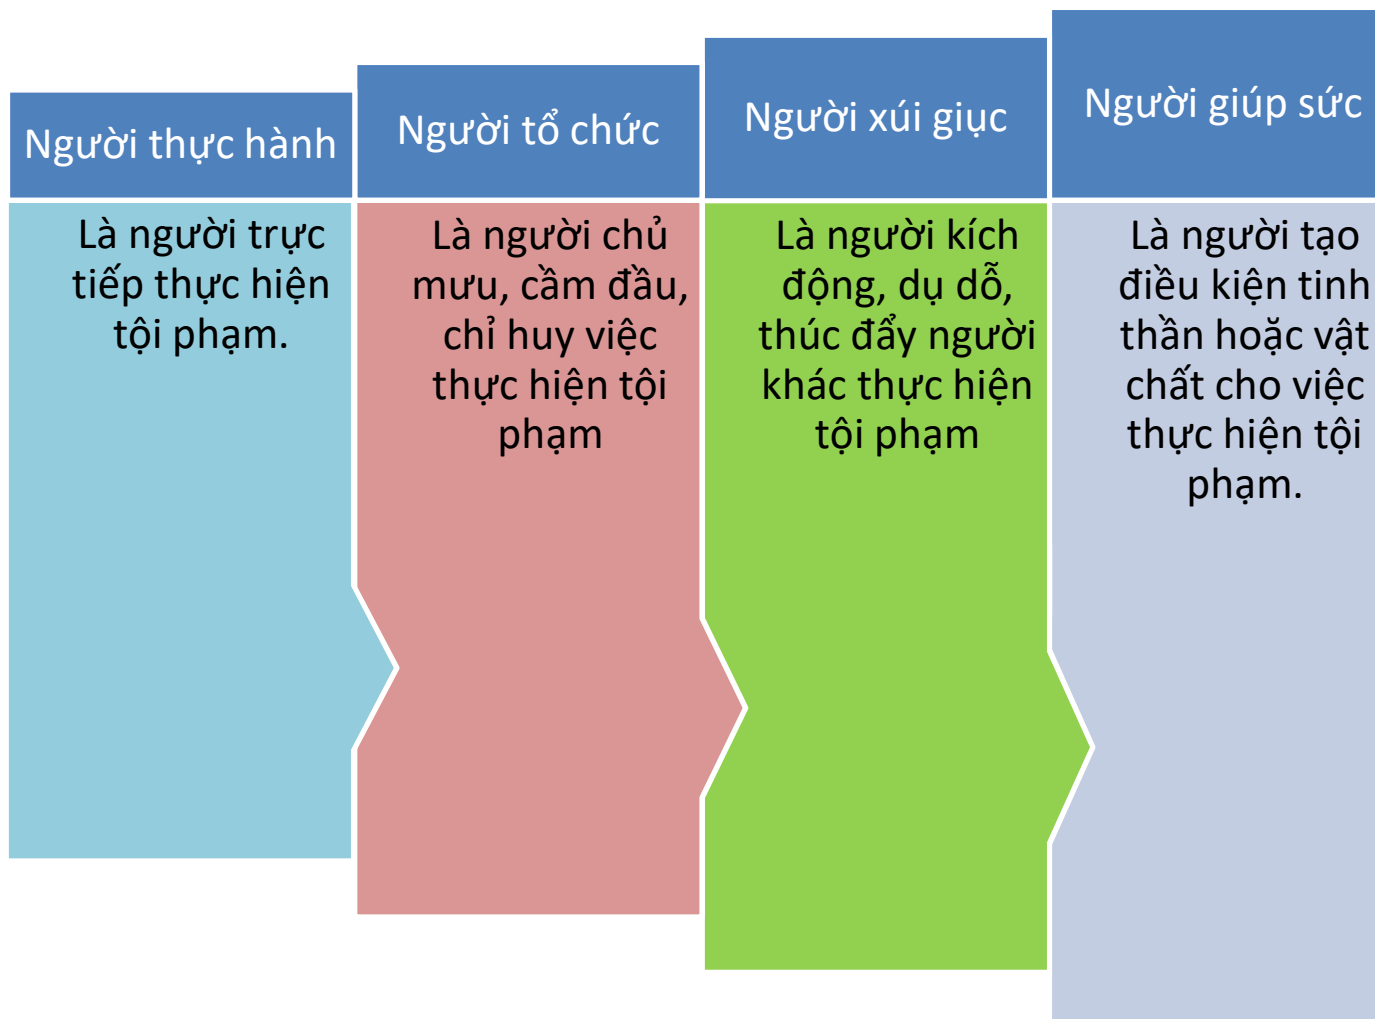 Người thực hành
Là người trực
tiếp thực hiện
tội phạm.
Người tổ chức
Là người chủ
mưu, cầm đầu,
chỉ huy việc
thực hiện tội
phạm
Người xúi giục
Là người kích
động, dụ dỗ,
thúc đẩy người
khác thực hiện
tội phạm
Người giúp sức
Là người tạo
điều kiện tinh
thần hoặc vật
chất cho việc
thực hiện tội
phạm.